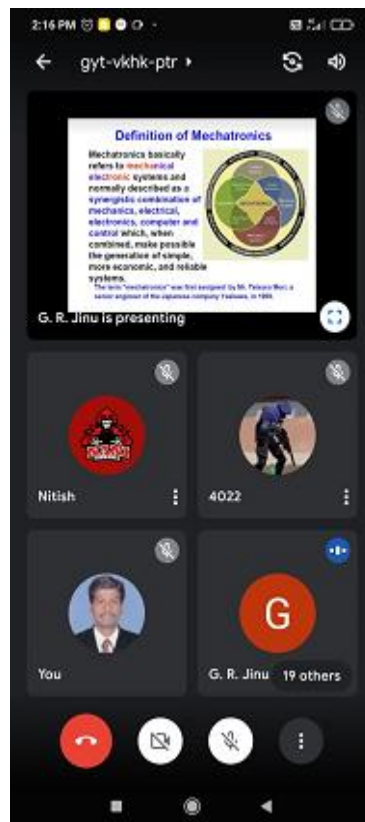 2:16 PM
gyt-vkhk-ptr
Definition of Mechatronics
Mechatronics basically
refers to mechanical
electronic systems and
normally described as a
synergistic combination of
mechanics, electrical,
electronics, computer and
control which, when
combined, make possible
the generation of simple,
more economic, and reliable
systems.
The term "mechatronics" was first assigned by Mr. Tetsuro Mori, a
senior engineer of the Japanese company Yaskawa, in 1969.
G. R. Jinu is presenting
Nitish
4022
You
G
G. R. Jinu
19 others